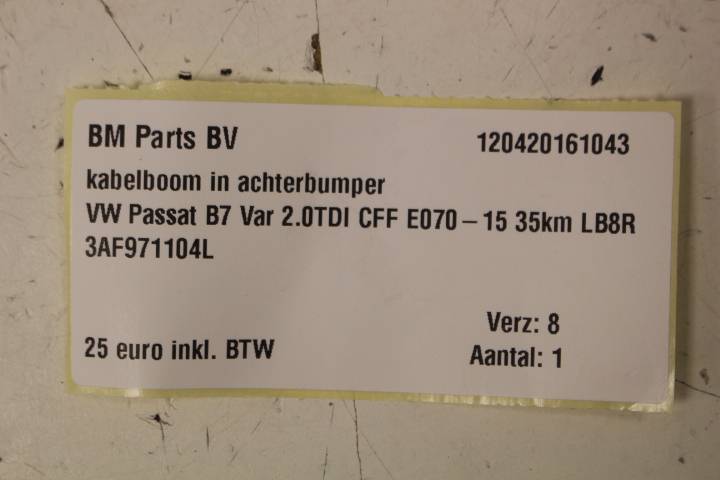 BM Parts BV 120420161043
kabelboom in achterbumper
VW Passat B7 Var 2.0TDI CFF E070–15 35km LB8R
3AF971104L
Verz: 8
25 euro inkl. BTW
Aantal: 1